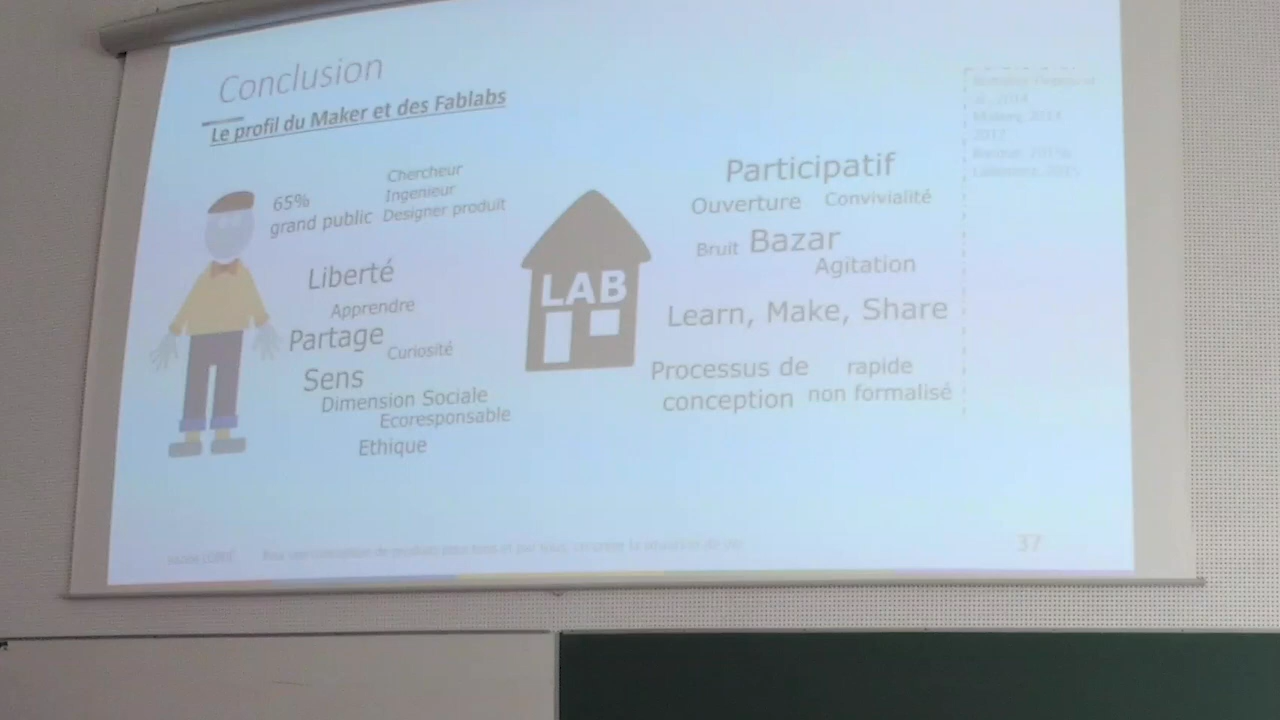 Conclusion
Le profil du Maker et des Fablabs
65%
grand public
Chercheur
Ingenieur
Designer produit
Liberté
Apprendre
Partage
Curiosité
Sens
Dimension Sociale
Ecoresponsable
Ethique
LAB
Participatif
Ouverture Convivialité
Bruit Bazar
Agitation
Learn, Make, Share
Processus de rapide
conception non formalisé
37